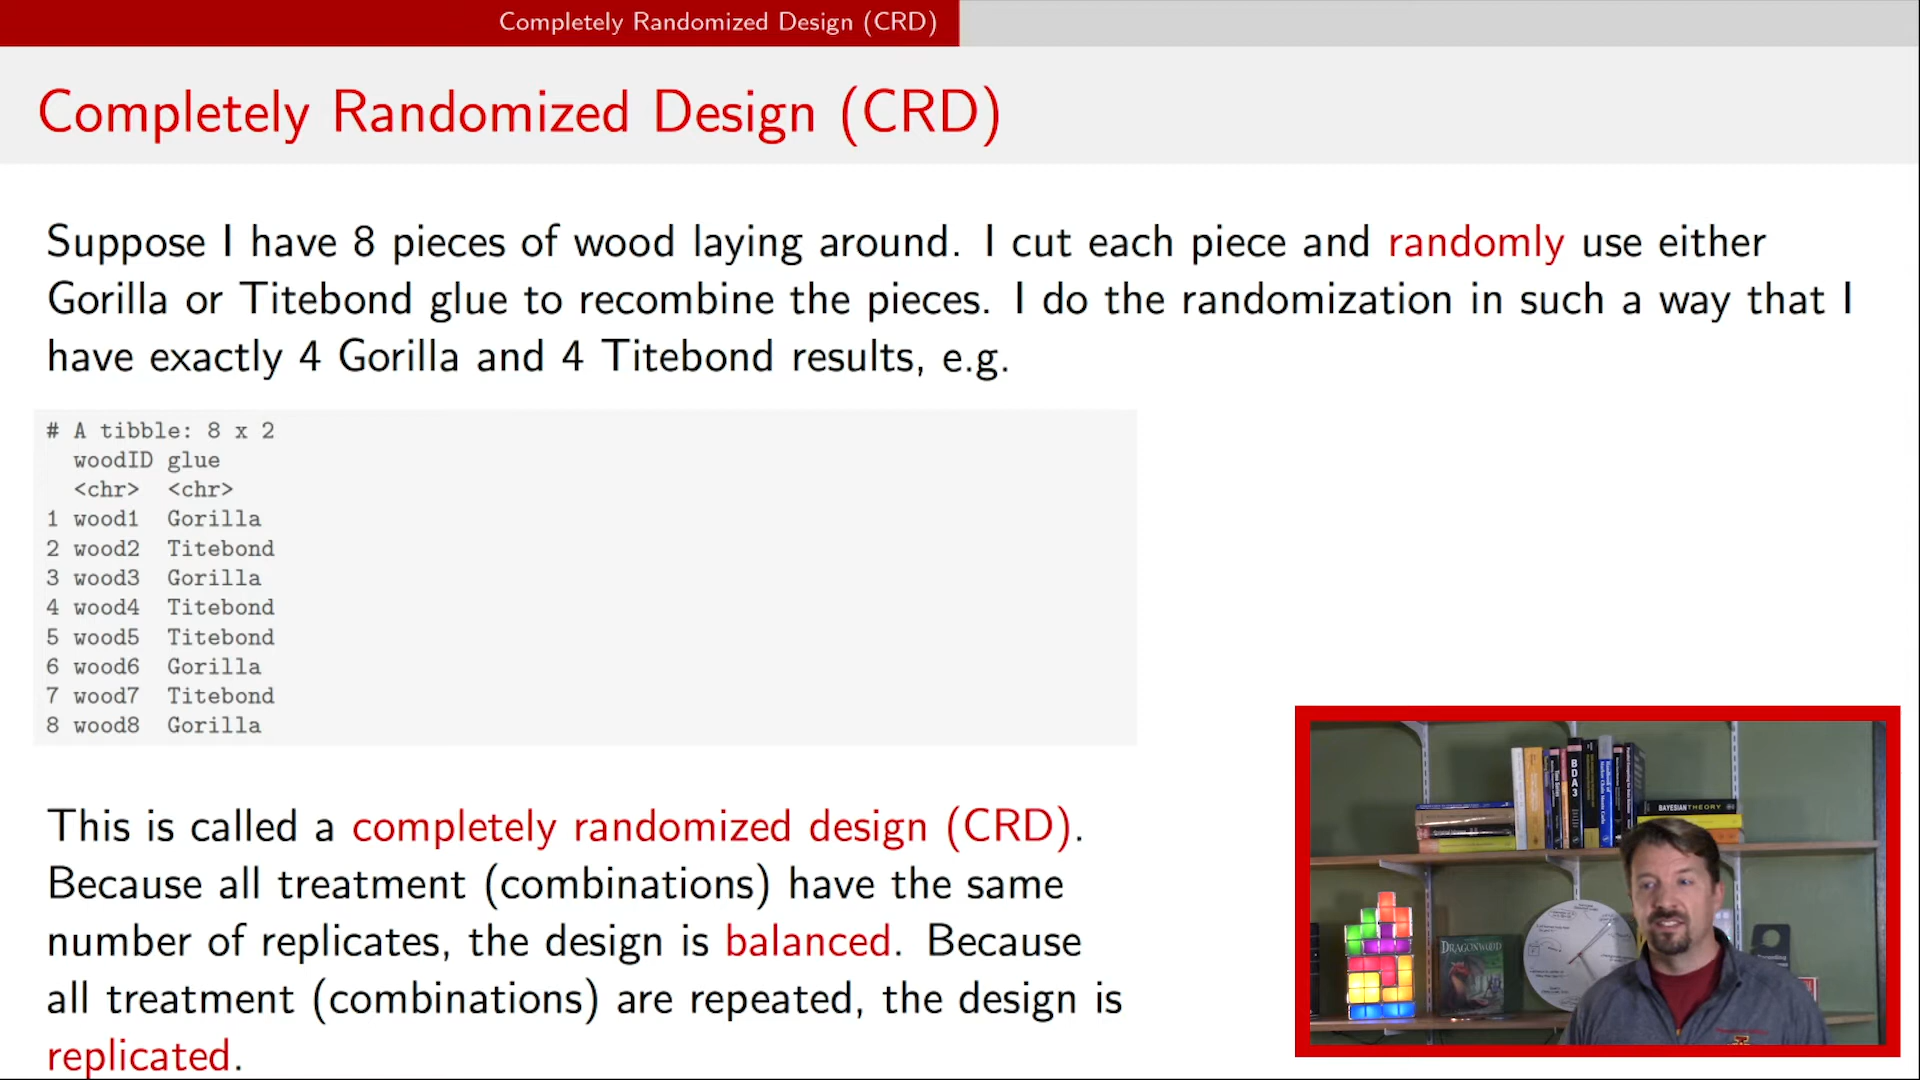 Completely Randomized Design (CRD)
Completely Randomized Design (CRD)
Suppose I have 8 pieces of wood laying around. I cut each piece and randomly use either
Gorilla or Titebond glue to recombine the pieces. I do the randomization in such a way that I
have exactly 4 Gorilla and 4 Titebond results, e.g.
# A tibble: 8 x 2
woodID glue
<chr> <chr>
1 wood1 Gorilla
2 wood2 Titebond
3 wood3 Gorilla
4 wood4 Titebond
5 wood5 Titebond
6 wood6 Gorilla
7 wood7 Titebond
8 wood8 Gorilla
This is called a completely randomized design (CRD).
Because all treatment (combinations) have the same
number of replicates, the design is balanced. Because
all treatment (combinations) are repeated, the design is
replicated.
BDA3
BAYESIAN THEORY
DRAGONWOOD